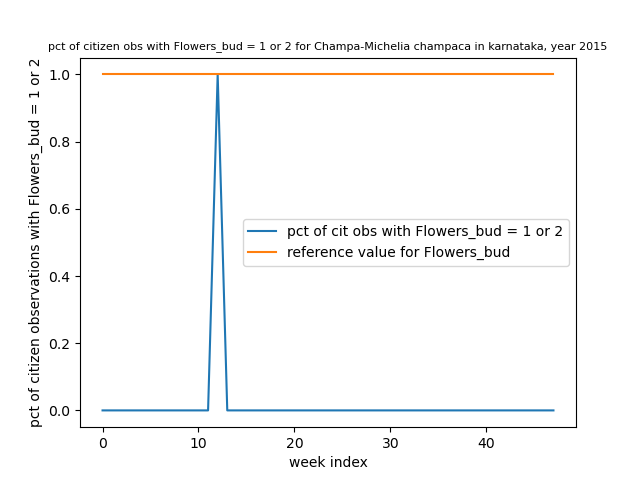 pct of citizen obs with Flowers_bud = 1 or 2 for Champa-Michelia champaca in karnataka, year 2015
pct of citizen observations with Flowers_bud = 1 or 2
1.0
0.8
0.6
0.4
0.2
0.0
pct of cit obs with Flowers_bud = 1 or 2
reference value for Flowers_bud
0 10 20 30 40
week index